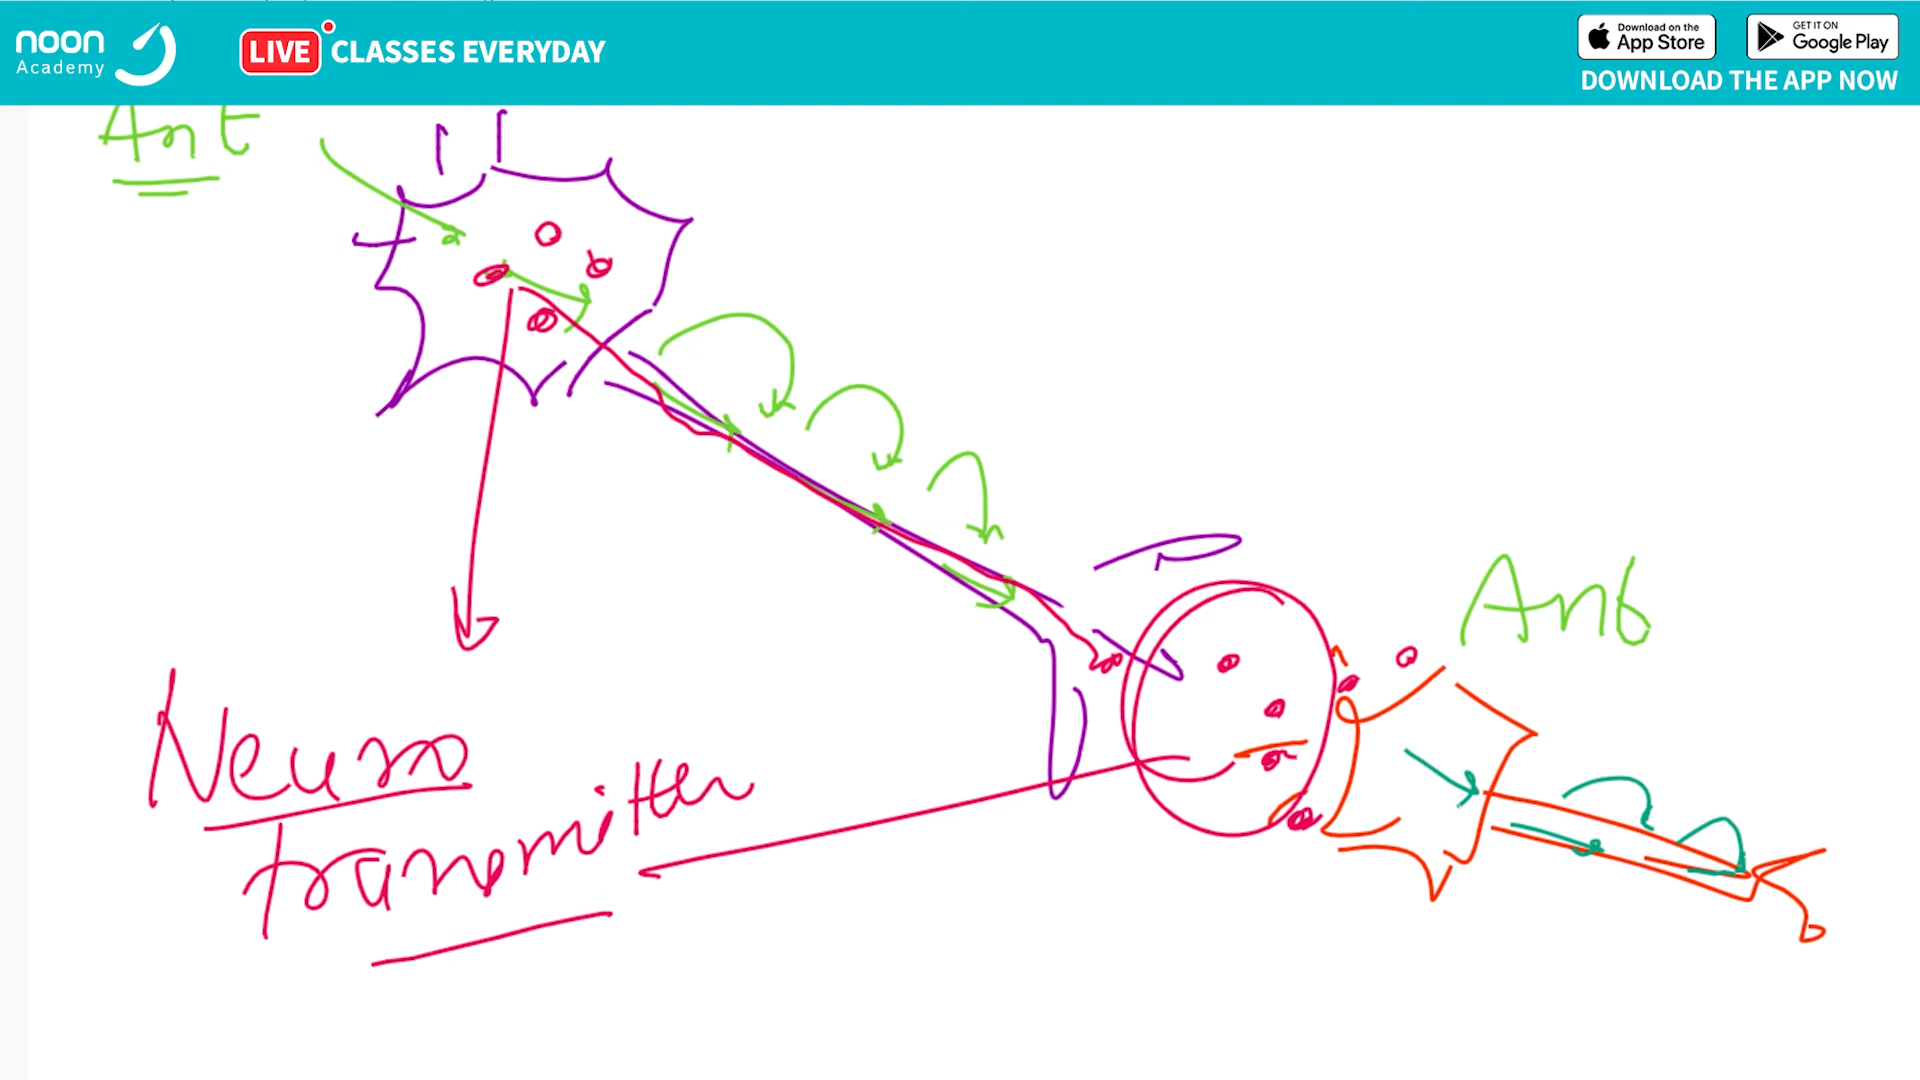 noon
Academy
LIVE CLASSES EVERYDAY
Download on the
App Store
GET IT ON
Google Play
DOWNLOAD THE APP NOW
Ant
Ant
Neuro
transmitter